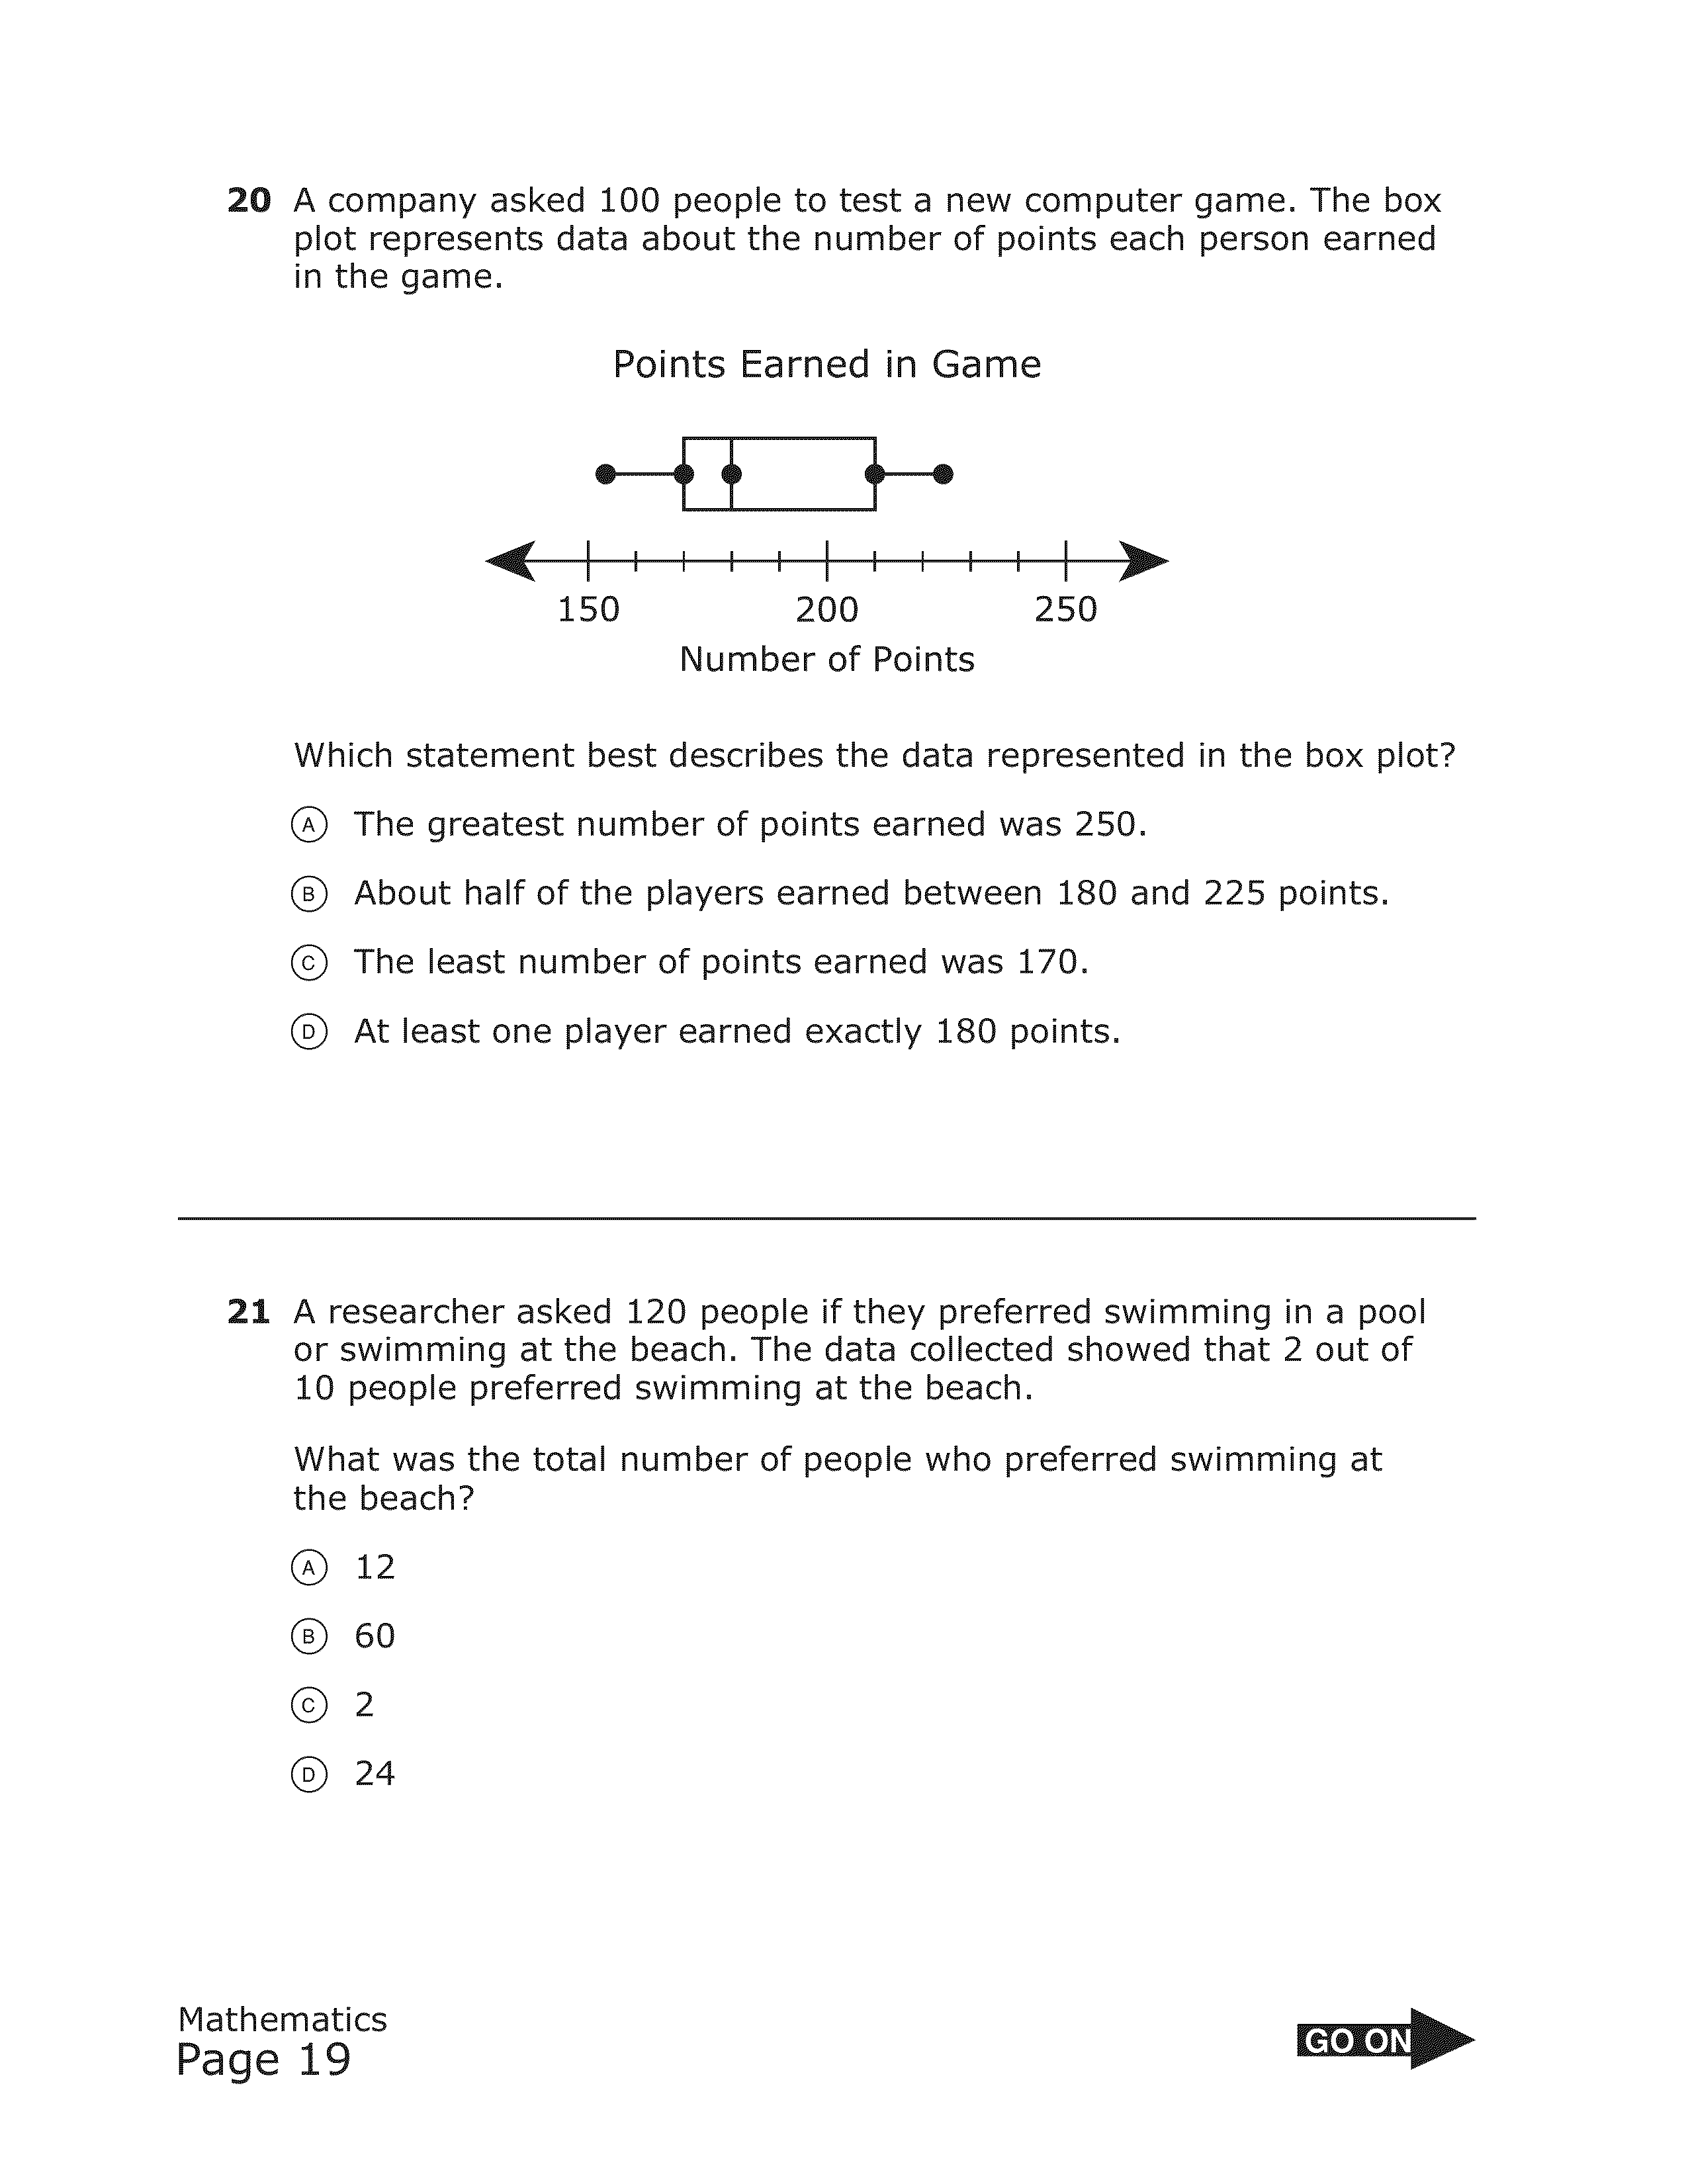 20 A company asked 100 people to test a new computer game. The box
plot represents data about the number of points each person earned
in the game.
Points Earned in Game
150 200 250
Number of Points
Which statement best describes the data represented in the box plot?
A The greatest number of points earned was 250.
B About half of the players earned between 180 and 225 points.
C The least number of points earned was 170.
D At least one player earned exactly 180 points.
21 A researcher asked 120 people if they preferred swimming in a pool
or swimming at the beach. The data collected showed that 2 out of
10 people preferred swimming at the beach.
What was the total number of people who preferred swimming at
the beach?
A 12
B 60
C 2
D 24
Mathematics
Page 19
GO ON